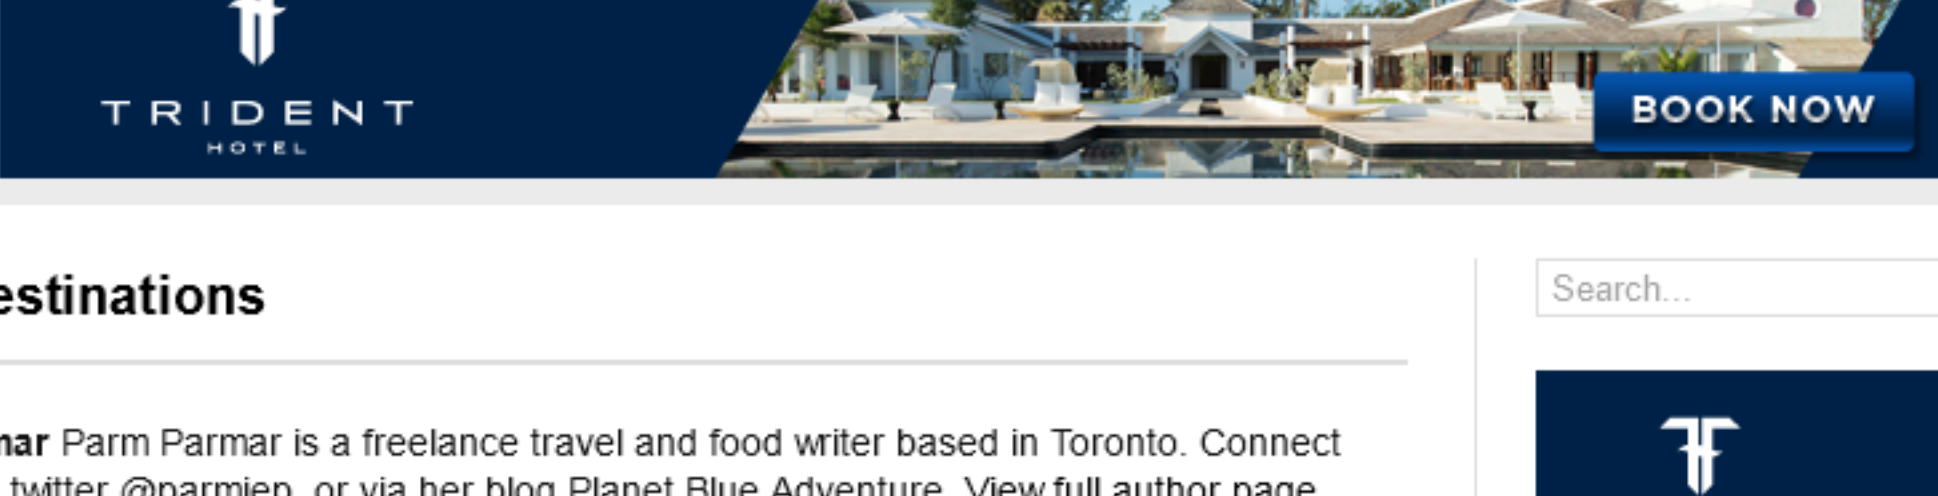 TRIDENT
HOTEL
BOOK NOW
estinations
Search...
mar Parm Parmar is a freelance travel and food writer based in Toronto. Connect
twitter @parmjep, or via her blog Planet Blue Adventure. View full author page